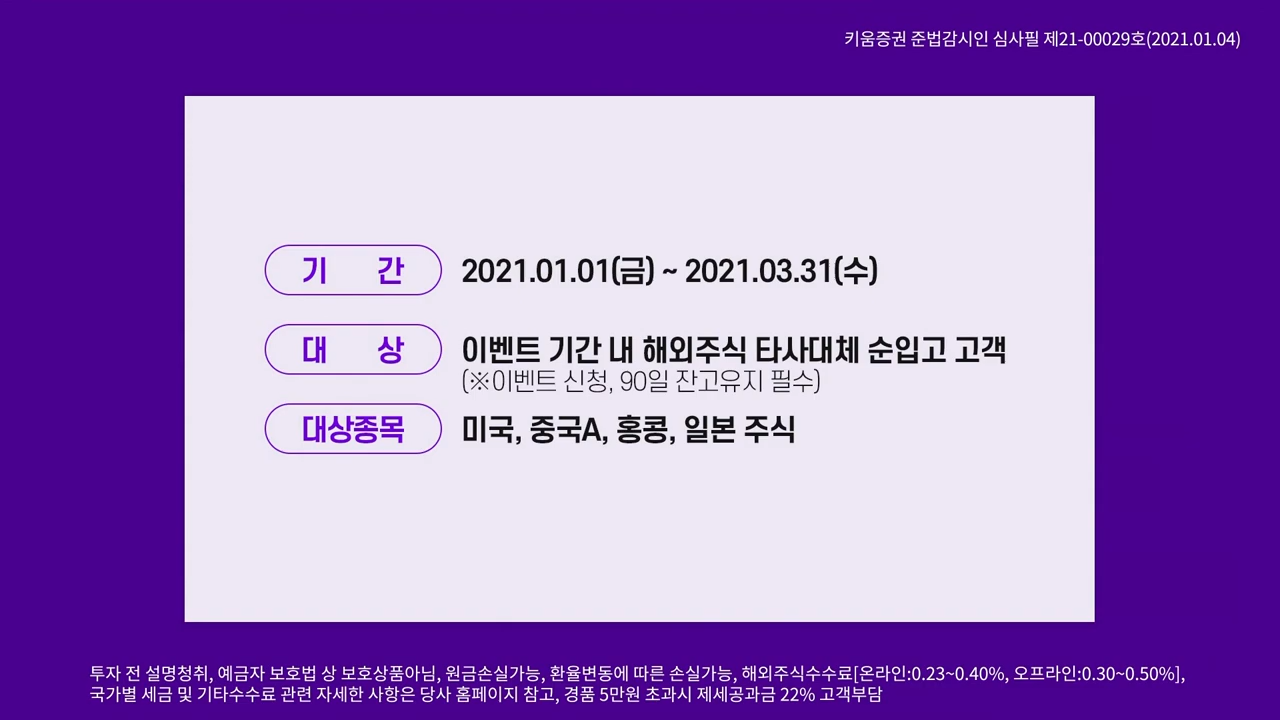 키움증권 준법감시인 심사필 제21-00029호(2021.01.04)
기 간 2021.01.01(금) ~ 2021.03.31(수)
대 상 이벤트 기간 내 해외주식 타사대체 순입고 고객
(※이벤트 신청, 90일 잔고유지 필수)
대상종목 미국, 중국A, 홍콩, 일본 주식
투자 전 설명청취, 예금자 보호법 상 보호상품아님, 원금손실가능, 환율변동에 따른 손실가능, 해외주식수수료[온라인:0.23~0.40%, 오프라인:0.30~0.50%],
국가별 세금 및 기타수수료 관련 자세한 사항은 당사 홈페이지 참고, 경품 5만원 초과시 제세공과금 22% 고객부담